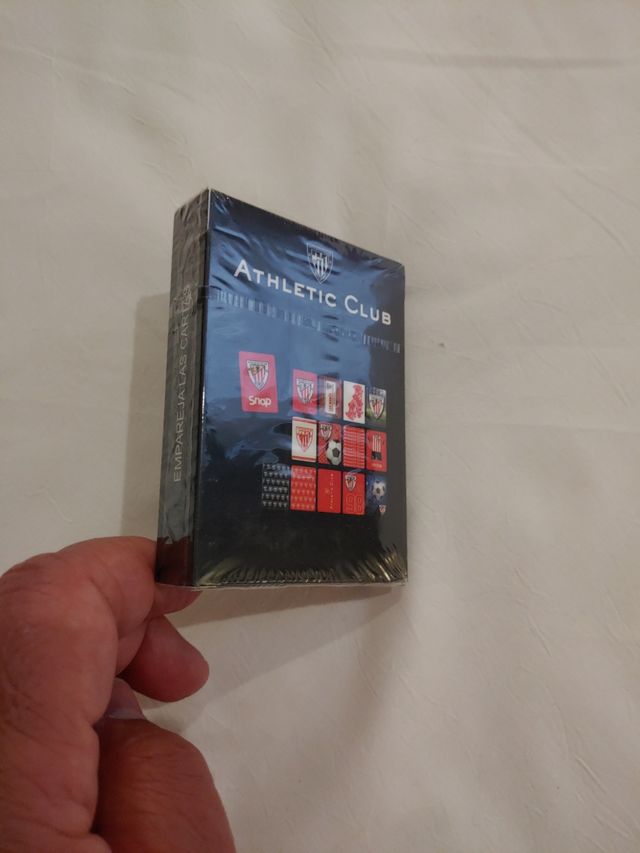 ATHLETIC CLUB
Snap
EMPAREJA LAS CARTAS